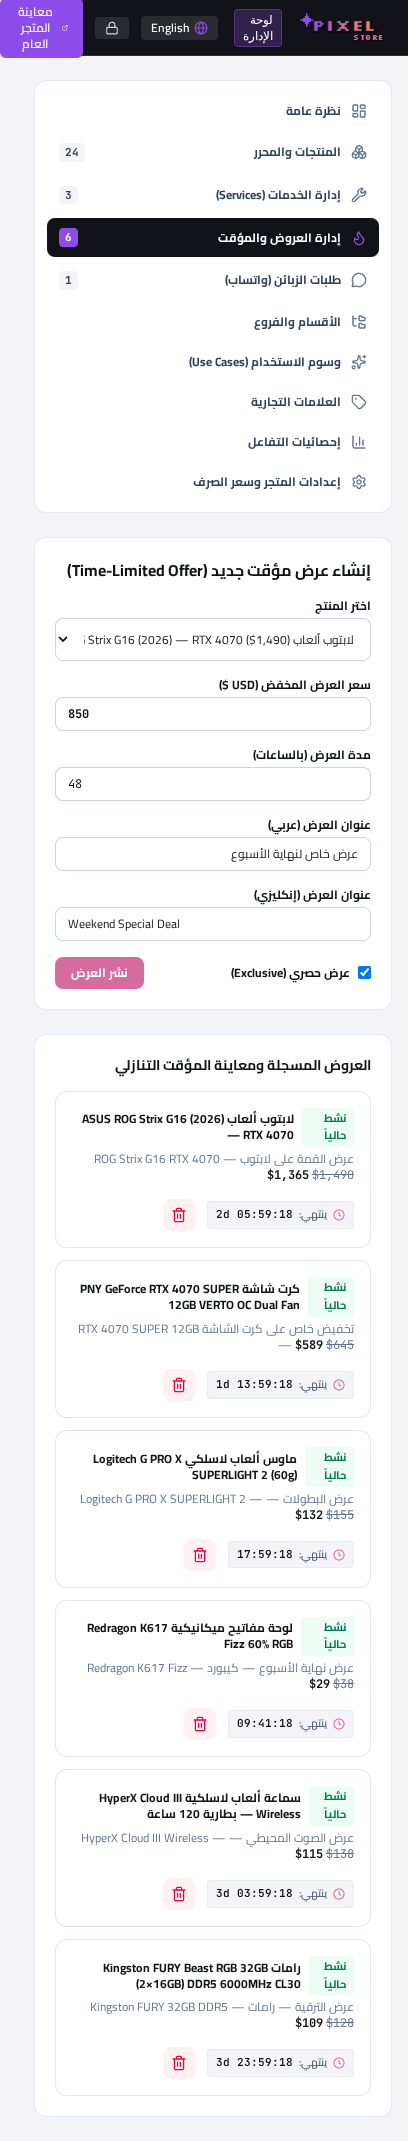 PIXEL
STORE
لوحة
الإدارة
English
معاينة
المتجر
العام
نظرة عامة
المنتجات والمحرر 24
إدارة الخدمات (Services) 3
إدارة العروض والمؤقت 6
طلبات الزبائن (واتساب) 1
الأقسام والفروع
وسوم الاستخدام (Use Cases)
العلامات التجارية
إحصائيات التفاعل
إعدادات المتجر وسعر الصرف
إنشاء عرض مؤقت جديد (Time-Limited Offer)
اختر المنتج
لابتوب ألعاب Strix G16 (2026) — RTX 4070 ($1,490)
سعر العرض المخفض (USD $)
850
مدة العرض (بالساعات)
48
عنوان العرض (عربي)
عرض خاص لنهاية الأسبوع
عنوان العرض (إنكليزي)
Weekend Special Deal
عرض حصري (Exclusive)
نشر العرض
العروض المسجلة ومعاينة المؤقت التنازلي
نشط
حالياً
لابتوب ألعاب ASUS ROG Strix G16 (2026)
— RTX 4070
عرض القمة على لابتوب — ROG Strix G16 RTX 4070
$1,490 $1,365
ينتهي: 2d 05:59:18
نشط
حالياً
كرت شاشة PNY GeForce RTX 4070 SUPER
12GB VERTO OC Dual Fan
تخفيض خاص على كرت الشاشة RTX 4070 SUPER 12GB
— $645 $589
ينتهي: 1d 13:59:18
نشط
حالياً
ماوس ألعاب لاسلكي Logitech G PRO X
SUPERLIGHT 2 (60g)
عرض البطولات — Logitech G PRO X SUPERLIGHT 2 —
$155 $132
ينتهي: 17:59:18
نشط
حالياً
لوحة مفاتيح ميكانيكية Redragon K617
Fizz 60% RGB
عرض نهاية الأسبوع — كيبورد Redragon K617 Fizz —
$38 $29
ينتهي: 09:41:18
نشط
حالياً
سماعة ألعاب لاسلكية HyperX Cloud III
Wireless — بطارية 120 ساعة
عرض الصوت المحيطي — HyperX Cloud III Wireless —
$138 $115
ينتهي: 3d 03:59:18
نشط
حالياً
رامات Kingston FURY Beast RGB 32GB
(2×16GB) DDR5 6000MHz CL30
عرض الترقية — رامات Kingston FURY 32GB DDR5 —
$128 $109
ينتهي: 3d 23:59:18